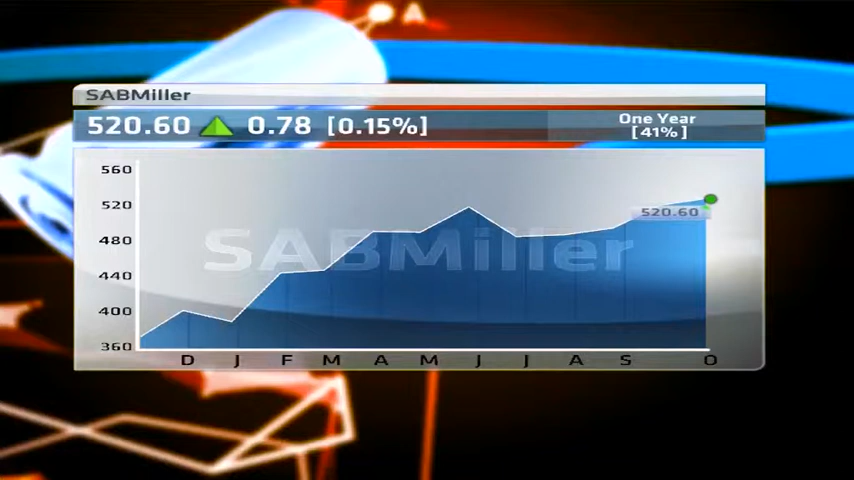 A
SABMiller
520.60 0.78 [0.15%]
One Year
[41%]
560
520
480
440
400
360
SABMiller
520.60
D J F M A M J J A S O